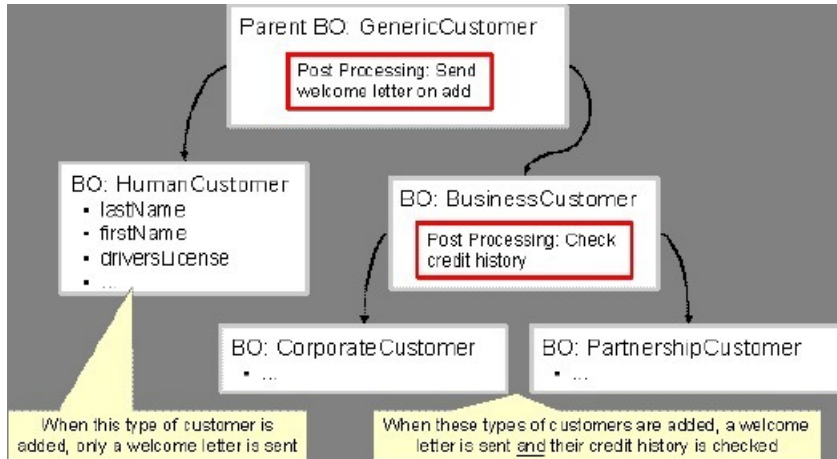 Parent BO: GenericCustomer
Post Processing: Send
welcome letter on add
BO: HumanCustomer
▪ lastName
▪ firstName
▪ driversLicense
▪ ...
BO: BusinessCustomer
Post Processing: Check
credit history
BO: CorporateCustomer
▪ ...
BO: PartnershipCustomer
▪ ...
When this type of customer is
added, only a welcome letter is sent
When these types of customers are added, a welcome
letter is sent and their credit history is checked